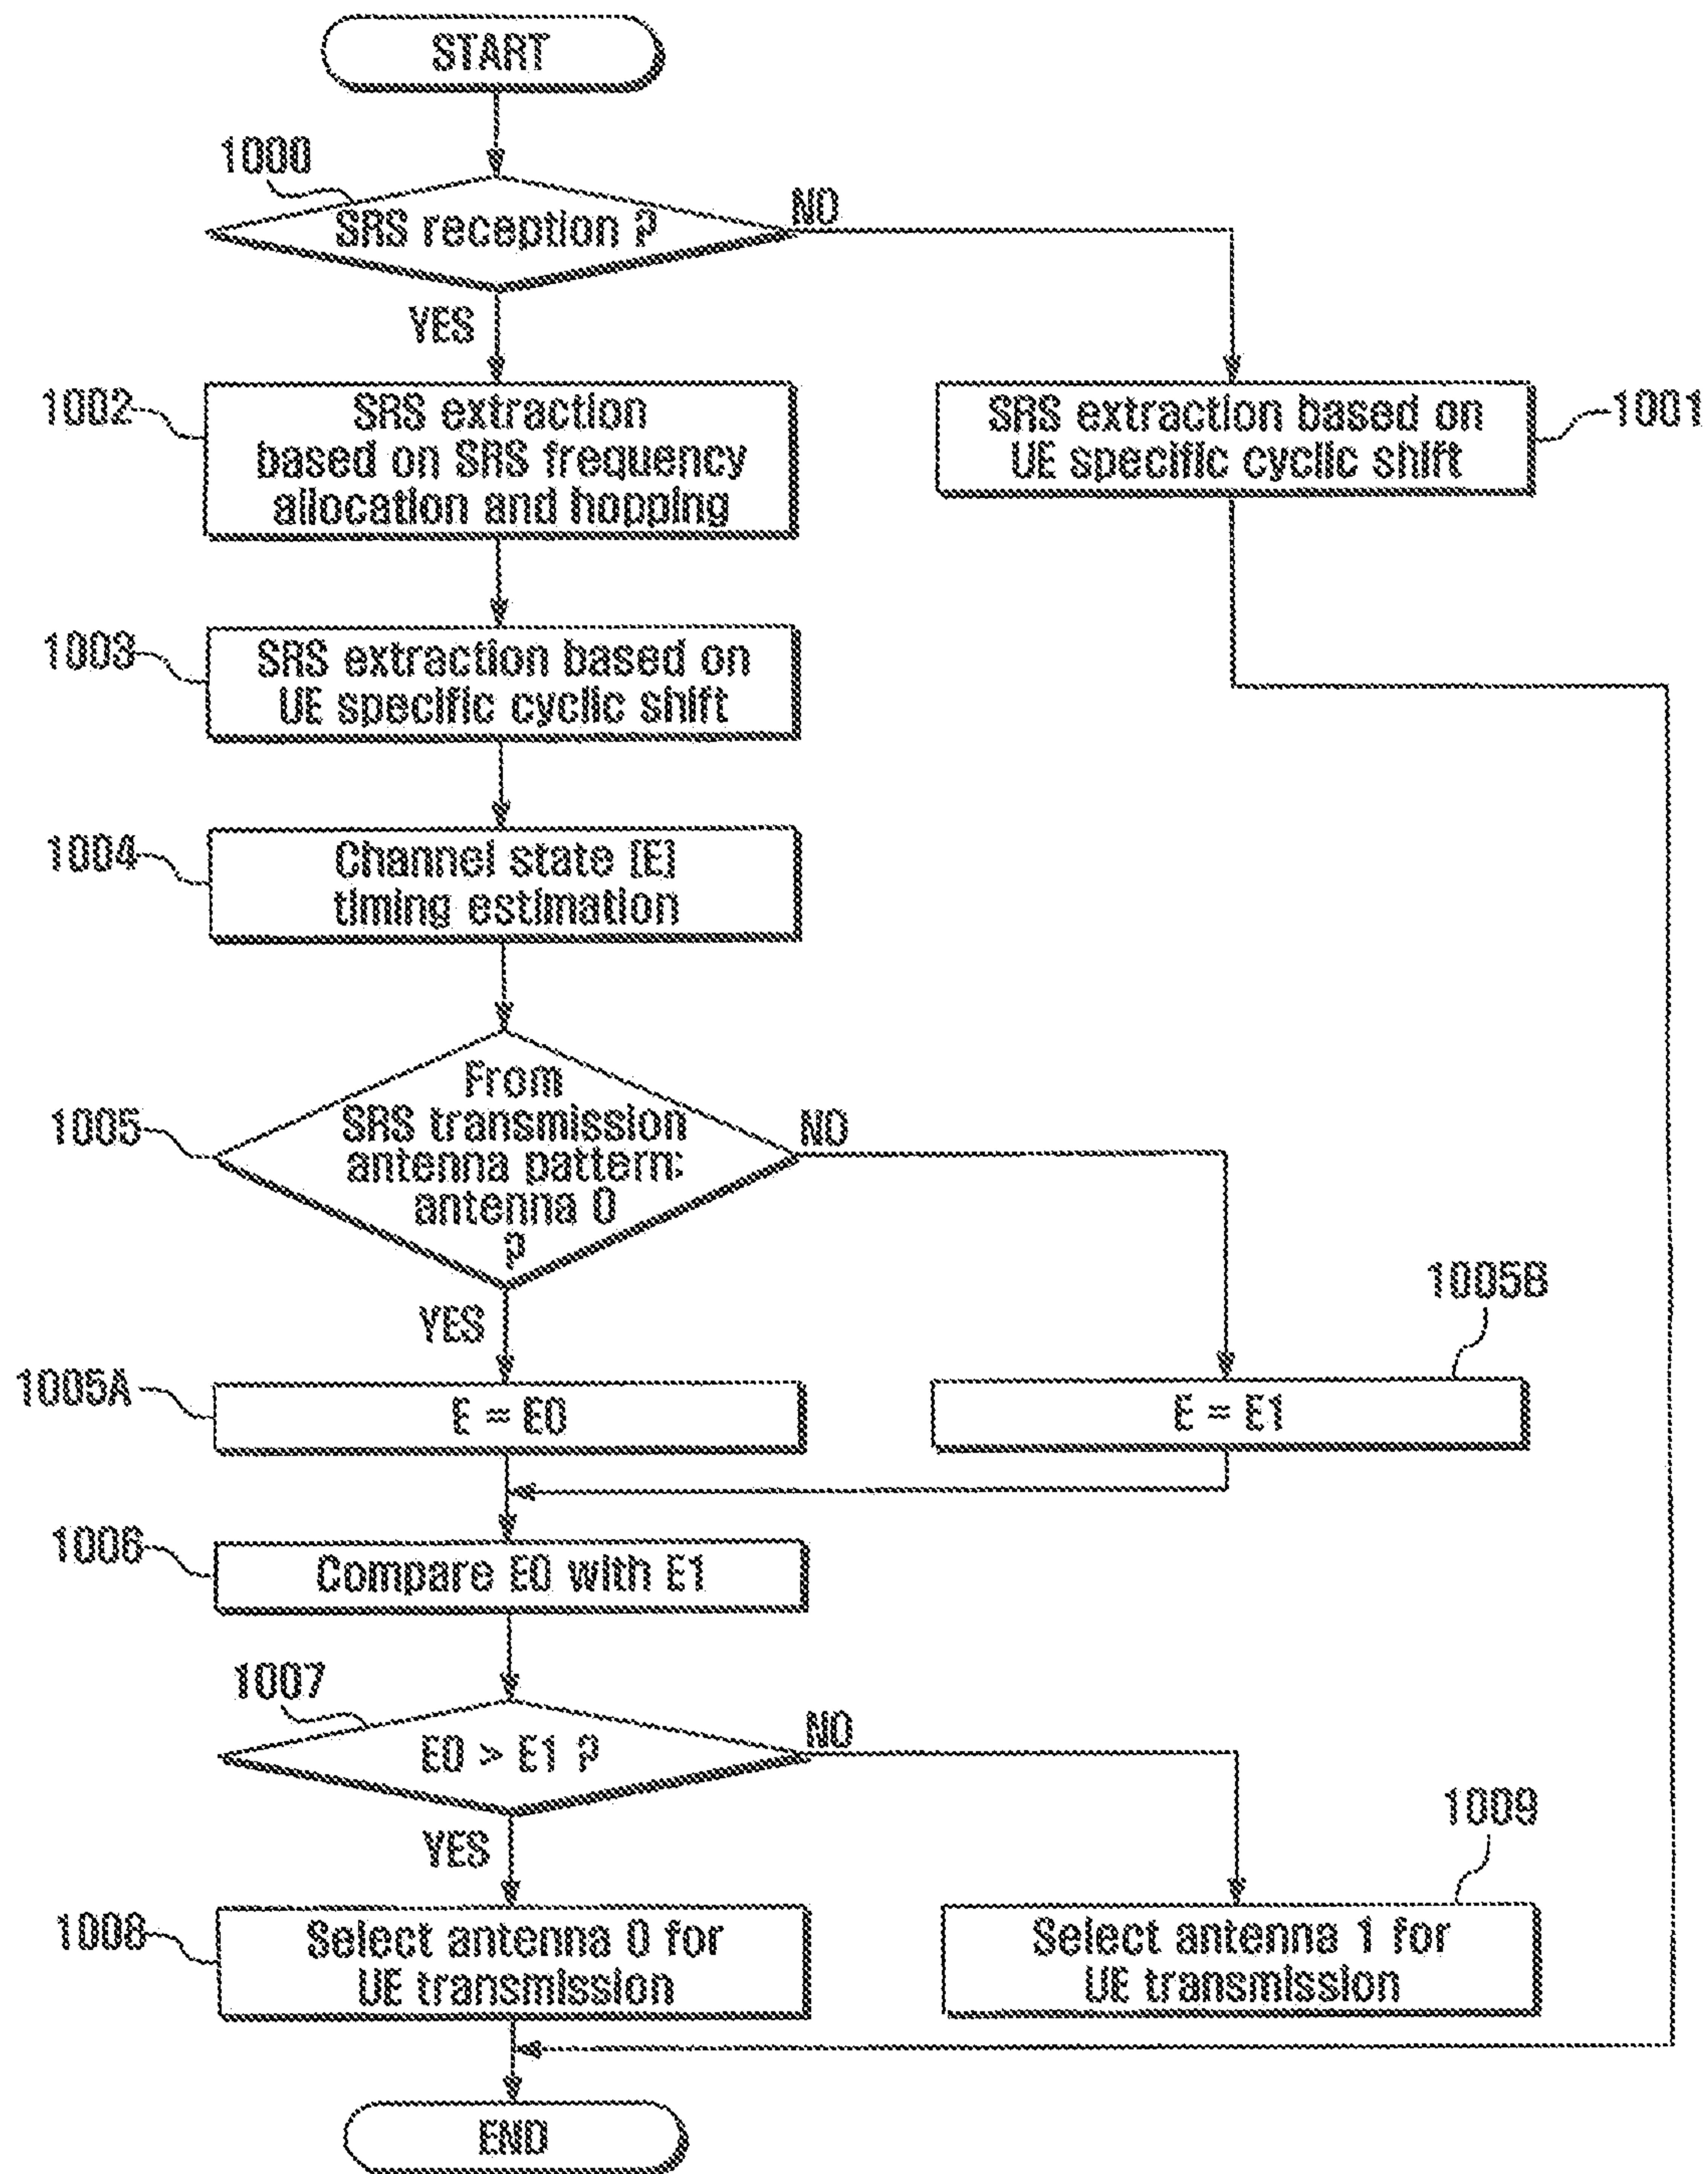 START
1000
SRS reception ?
NO
YES
1002
SRS extraction
based on SRS frequency
allocation and hopping
SRS extraction based on
UE specific cyclic shift
1001
1003
SRS extraction based on
UE specific cyclic shift
1004
Channel state [E]
timing estimation
1005
From
SRS transmission
antenna pattern:
antenna 0
?
NO
YES
1005B
1005A
E = E0
E = E1
1006
Compare E0 with E1
1007
E0 > E1 ?
NO
YES
1009
1008
Select antenna 0 for
UE transmission
Select antenna 1 for
UE transmission
END